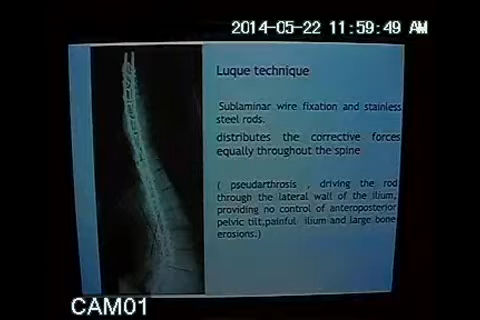 2014-05-22 11:59:49 AM
Luque technique
Sublaminar wire fixation and stainless
steel rods.
distributes the corrective forces
equally throughout the spine
( pseudarthrosis , driving the rod
through the lateral wall of the ilium,
providing no control of anteroposterior
pelvic tilt,painful ilium and large bone
erosions.)
CAM01